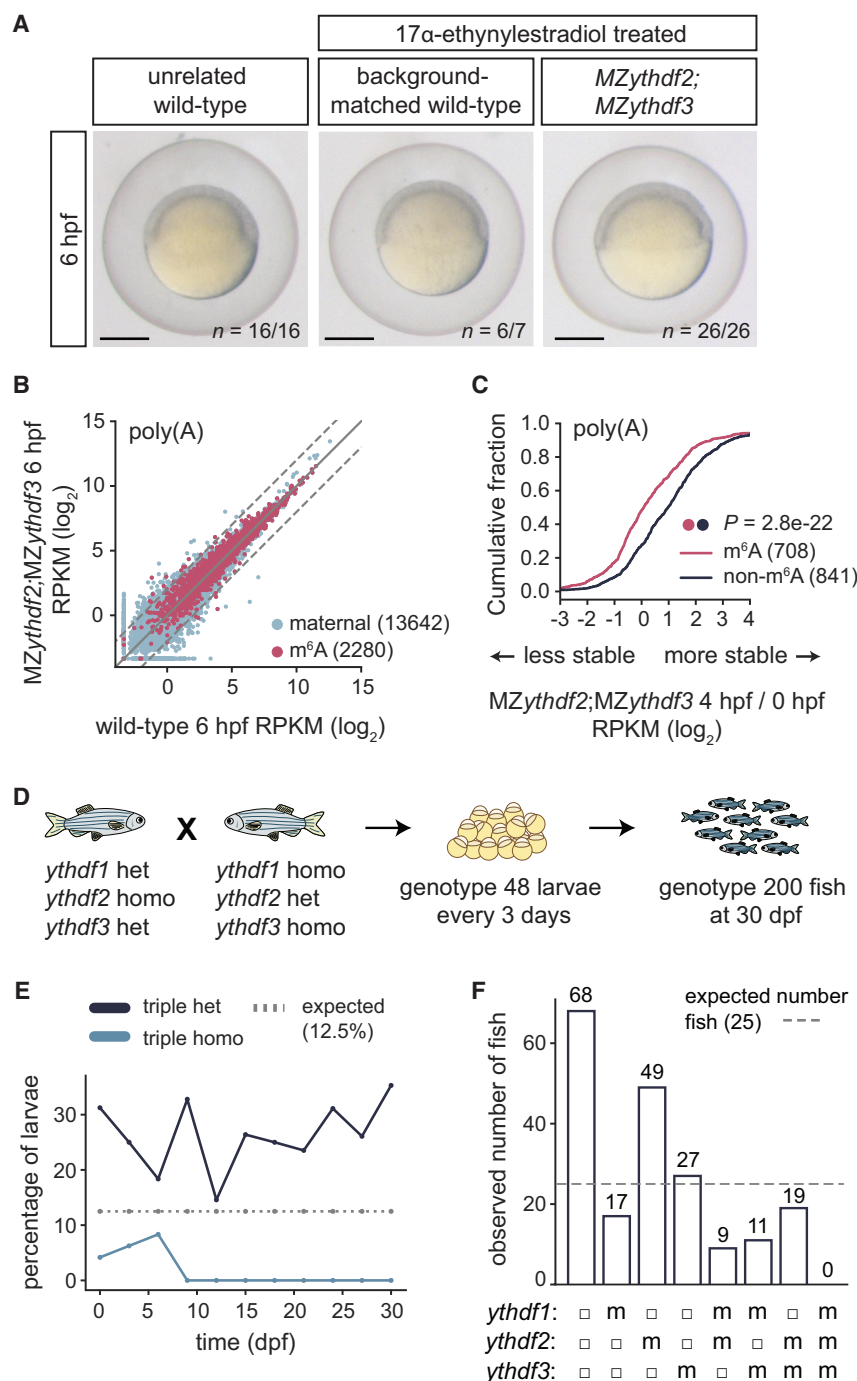 A
17α-ethynylestradiol treated
unrelated
wild-type
background-
matched wild-type
MZythdf2;
MZythdf3
6 hpf
n = 16/16
n = 6/7
n = 26/26
B
MZythdf2;MZythdf3 6 hpf
RPKM (log2)
15
10
5
0
poly(A)
maternal (13642)
m6A (2280)
0
5
10
15
wild-type 6 hpf RPKM (log2)
C
Cumulative fraction
1.0
0.8
0.6
0.4
0.2
0.0
poly(A)
P = 2.8e-22
m6A (708)
non-m6A (841)
-3
-2
-1
0
1
2
3
4
← less stable
more stable →
MZythdf2;MZythdf3 4 hpf / 0 hpf
RPKM (log2)
D
X
ythdf1 het
ythdf2 homo
ythdf3 het
ythdf1 homo
ythdf2 het
ythdf3 homo
genotype 48 larvae
every 3 days
genotype 200 fish
at 30 dpf
E
triple het
triple homo
expected
(12.5%)
percentage of larvae
30
20
10
0
0
5
10
15
20
25
30
time (dpf)
F
observed number of fish
60
40
20
0
expected number
fish (25)
68
17
49
27
9
11
19
0
ythdf1: □ m □ □ m m □ m
ythdf2: □ □ m □ m □ m m
ythdf3: □ □ □ m □ m m m